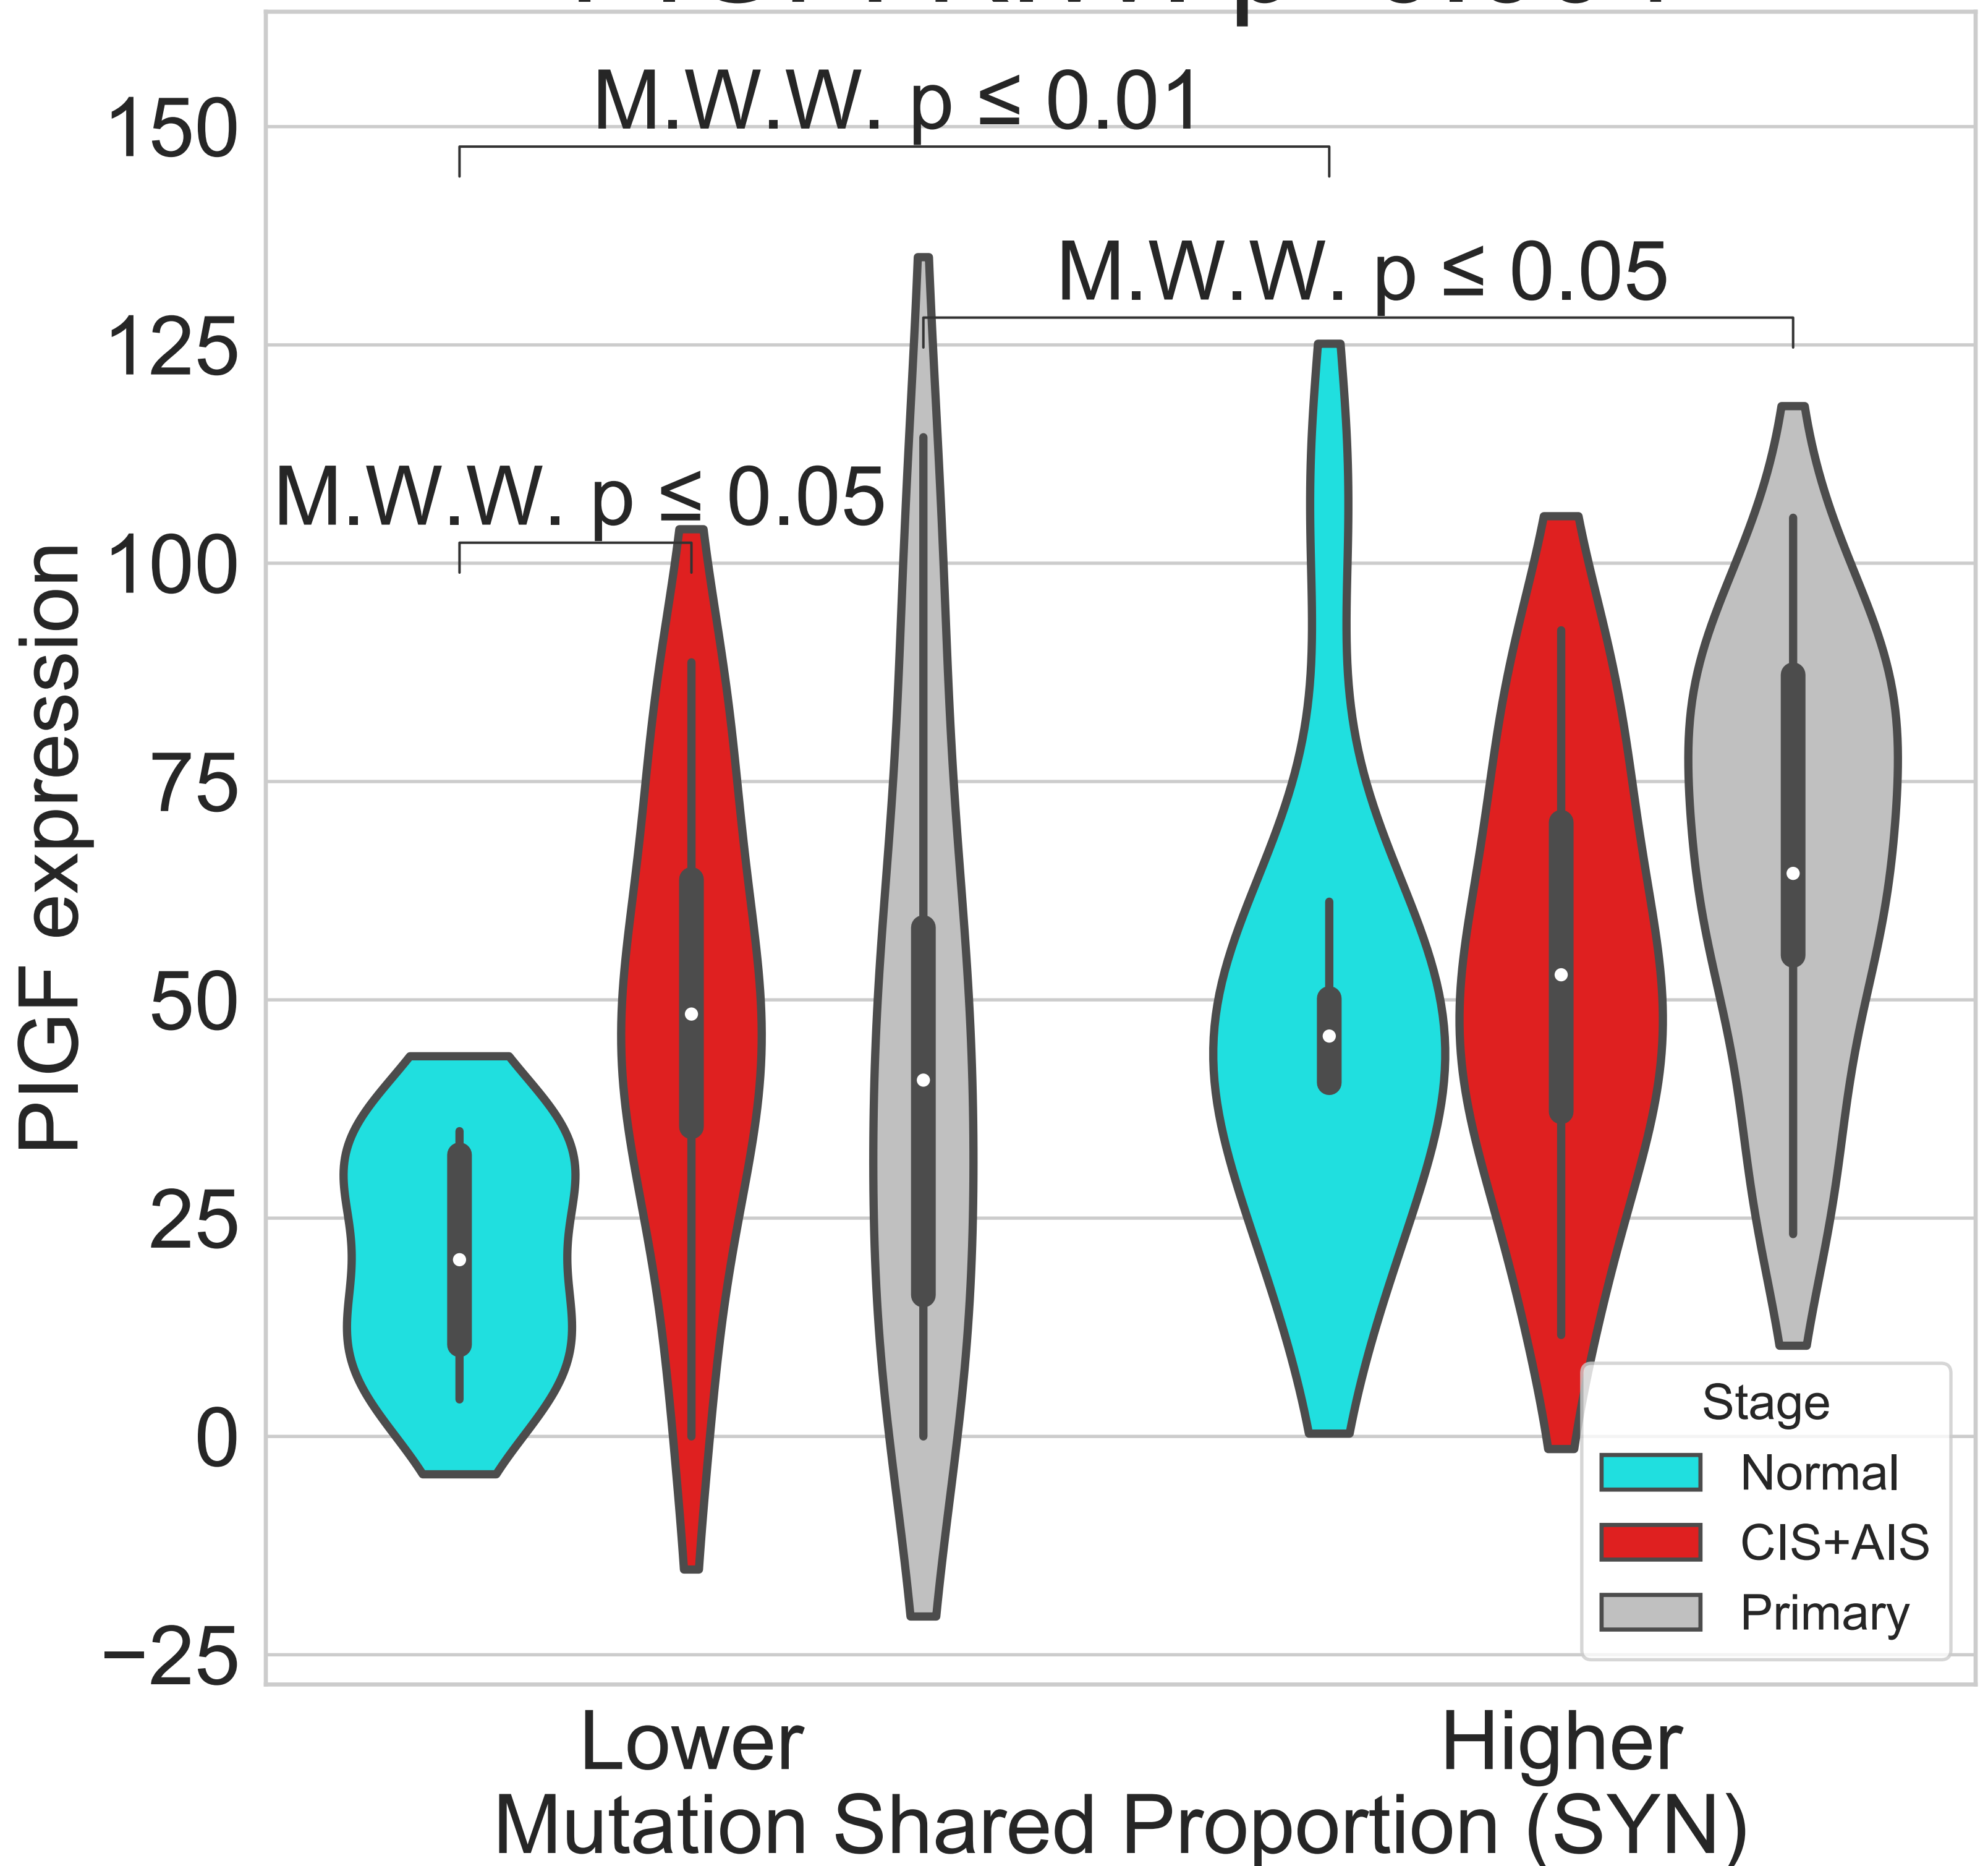 M.W.W. p ≤ 0.01
M.W.W. p ≤ 0.05
M.W.W. p ≤ 0.05
150
125
100
75
50
25
0
−25
PIGF expression
Stage
Normal
CIS+AIS
Primary
Lower
Higher
Mutation Shared Proportion (SYN)